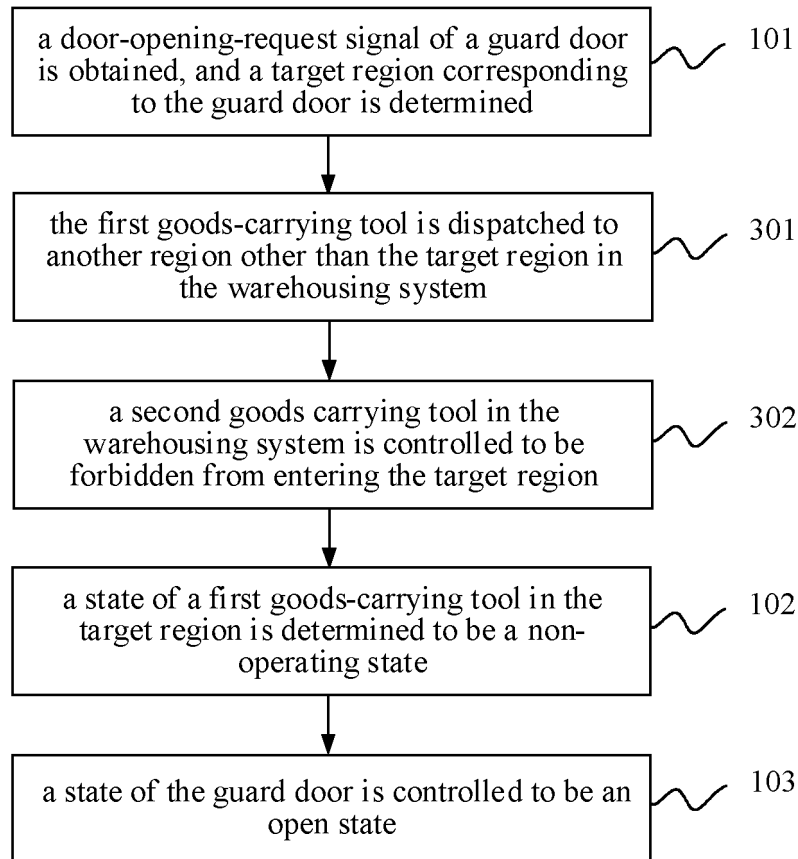 a door-opening-request signal of a guard door
is obtained, and a target region corresponding
to the guard door is determined
101
the first goods-carrying tool is dispatched to
another region other than the target region in
the warehousing system
301
a second goods carrying tool in the
warehousing system is controlled to be
forbidden from entering the target region
302
a state of a first goods-carrying tool in the
target region is determined to be a non-
operating state
102
a state of the guard door is controlled to be an
open state
103